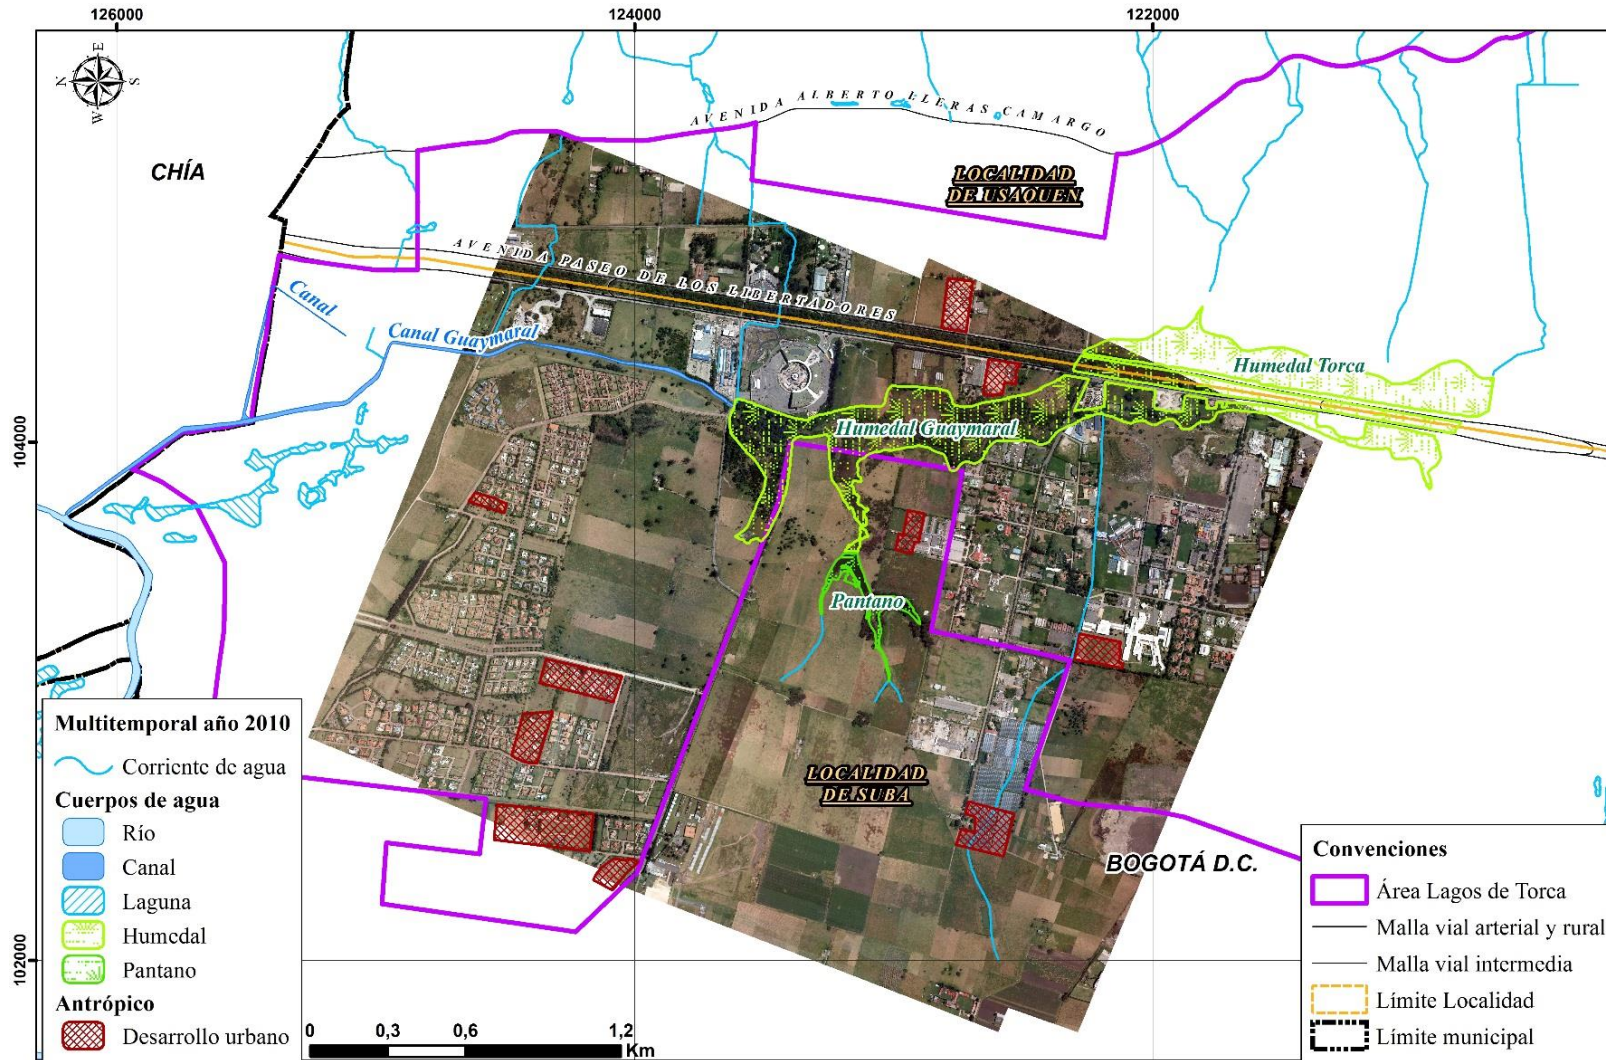 126000
124000
122000
N
E
S
W
CHÍA
AVENIDA ALBERTO LLERAS CAMARGO
LOCALIDAD
DE USAQUEN
AVENIDA PASEO DE LOS LIBERTADORES
Canal
Canal Guaymaral
Humedal Torca
Humedal Guaymaral
104000
Pantano
LOCALIDAD
DE SUBA
BOGOTÁ D.C.
102000
Multitemporal año 2010
Corriente de agua
Cuerpos de agua
Río
Canal
Laguna
Humedal
Pantano
Antrópico
Desarrollo urbano
0 0,3 0,6 1,2
Km
Convenciones
Área Lagos de Torca
Malla vial arterial y rural
Malla vial intermedia
Límite Localidad
Límite municipal